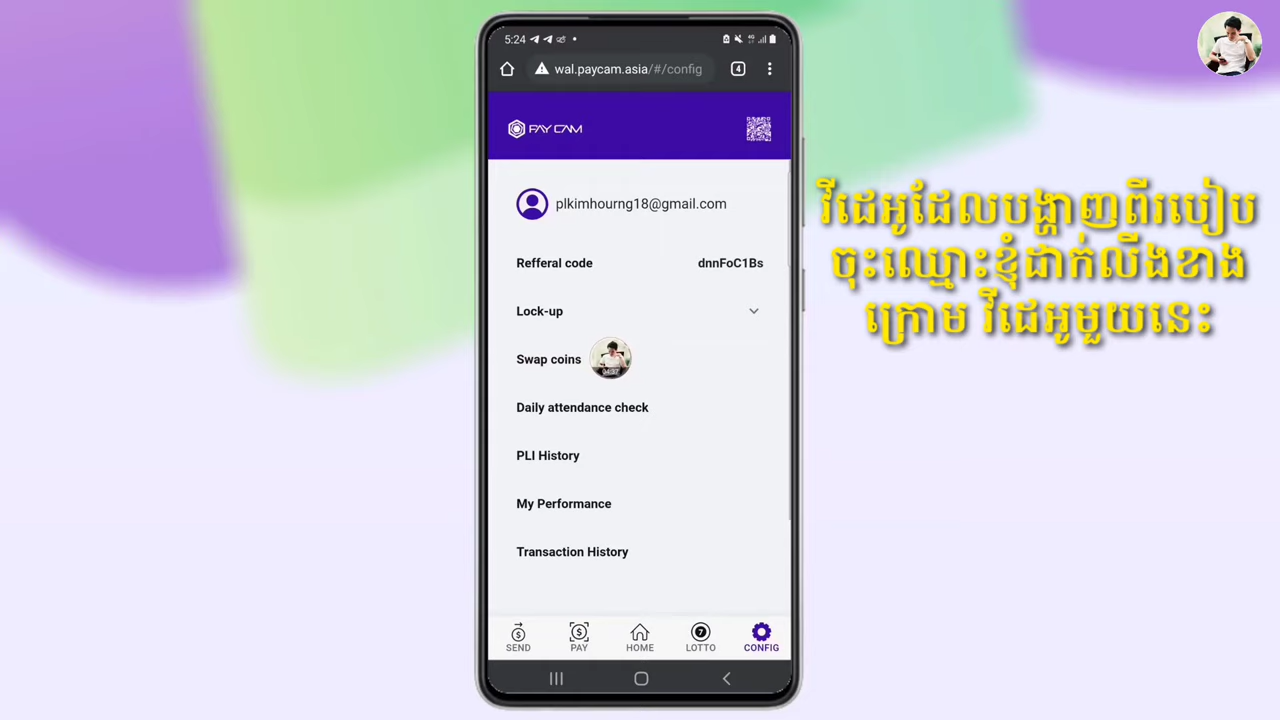 5:24
4G
wal.paycam.asia/#/config
4
PAY CAM
plkimhourng18@gmail.com
Refferal code dnnFoC1Bs
Lock-up
Swap coins
04:37
Daily attendance check
PLI History
My Performance
Transaction History
SEND PAY HOME LOTTO CONFIG
វីដេអូដែលបង្ហាញពីរបៀប
ចុះឈ្មោះខ្ញុំដាក់លីងខាង
ក្រោម វីដេអូមួយនេះ